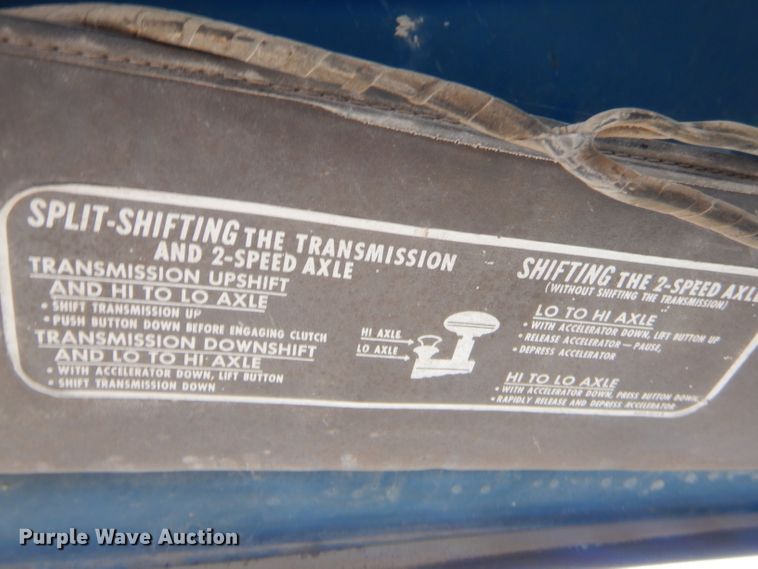 SPLIT-SHIFTING THE TRANSMISSION
AND 2-SPEED AXLE
TRANSMISSION UPSHIFT
AND HI TO LO AXLE
• SHIFT TRANSMISSION UP
• PUSH BUTTON DOWN BEFORE ENGAGING CLUTCH
TRANSMISSION DOWNSHIFT
AND LO TO HI AXLE
• WITH ACCELERATOR DOWN, LIFT BUTTON
• SHIFT TRANSMISSION DOWN
HI AXLE
LO AXLE
SHIFTING THE 2-SPEED AXLE
(WITHOUT SHIFTING THE TRANSMISSION)
LO TO HI AXLE
• WITH ACCELERATOR DOWN, LIFT BUTTON UP
• RELEASE ACCELERATOR—PAUSE,
• DEPRESS ACCELERATOR
HI TO LO AXLE
• WITH ACCELERATOR DOWN, PRESS BUTTON DOWN,
• RAPIDLY RELEASE AND DEPRESS ACCELERATOR
Purple Wave Auction